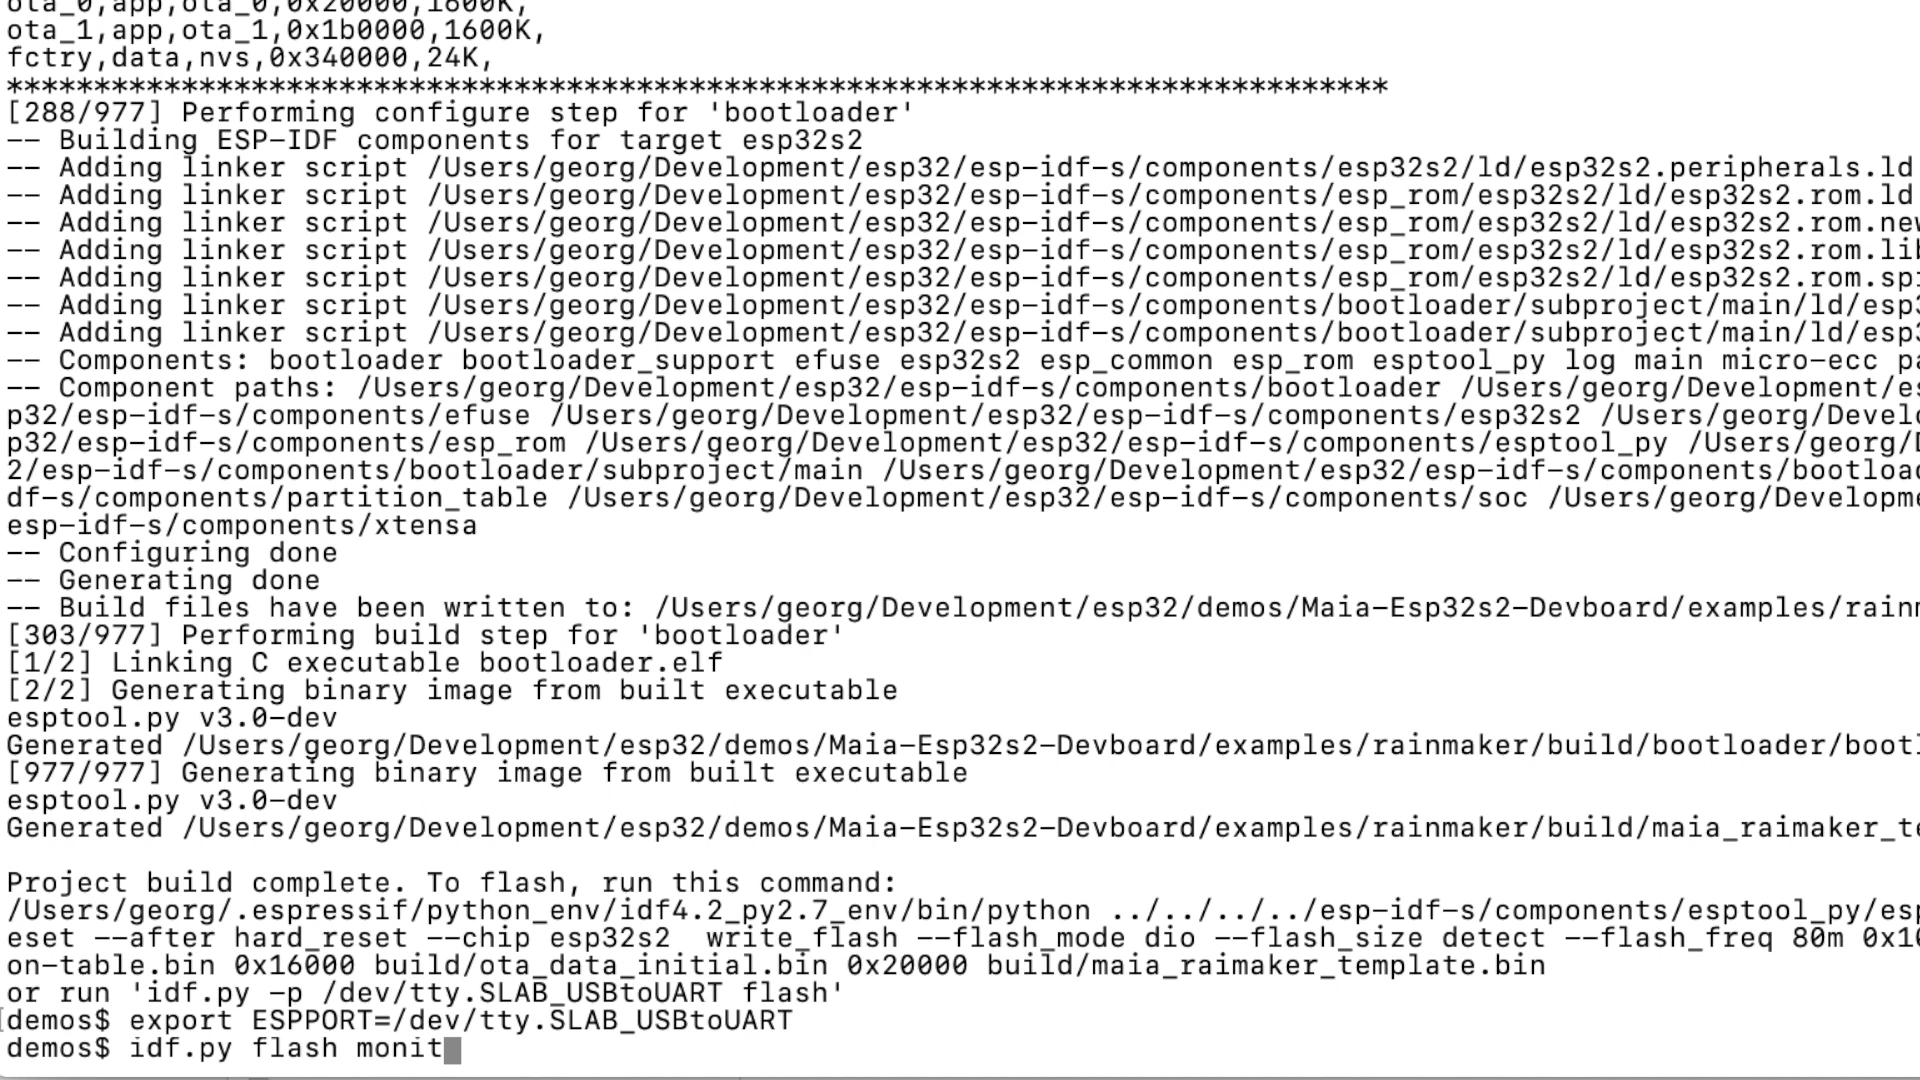 ota_0,app,ota_0,0x20000,1600K,
ota_1,app,ota_1,0x1b0000,1600K,
fctry,data,nvs,0x340000,24K,
*******************************************************************************
[288/977] Performing configure step for 'bootloader'
-- Building ESP-IDF components for target esp32s2
-- Adding linker script /Users/georg/Development/esp32/esp-idf-s/components/esp32s2/ld/esp32s2.peripherals.ld
-- Adding linker script /Users/georg/Development/esp32/esp-idf-s/components/esp_rom/esp32s2/ld/esp32s2.rom.ld
-- Adding linker script /Users/georg/Development/esp32/esp-idf-s/components/esp_rom/esp32s2/ld/esp32s2.rom.new
-- Adding linker script /Users/georg/Development/esp32/esp-idf-s/components/esp_rom/esp32s2/ld/esp32s2.rom.lib
-- Adding linker script /Users/georg/Development/esp32/esp-idf-s/components/esp_rom/esp32s2/ld/esp32s2.rom.spi
-- Adding linker script /Users/georg/Development/esp32/esp-idf-s/components/bootloader/subproject/main/ld/esp3
-- Adding linker script /Users/georg/Development/esp32/esp-idf-s/components/bootloader/subproject/main/ld/esp3
-- Components: bootloader bootloader_support efuse esp32s2 esp_common esp_rom esptool_py log main micro-ecc pa
-- Component paths: /Users/georg/Development/esp32/esp-idf-s/components/bootloader /Users/georg/Development/es
p32/esp-idf-s/components/efuse /Users/georg/Development/esp32/esp-idf-s/components/esp32s2 /Users/georg/Develo
p32/esp-idf-s/components/esp_rom /Users/georg/Development/esp32/esp-idf-s/components/esptool_py /Users/georg/D
2/esp-idf-s/components/bootloader/subproject/main /Users/georg/Development/esp32/esp-idf-s/components/bootload
df-s/components/partition_table /Users/georg/Development/esp32/esp-idf-s/components/soc /Users/georg/Developme
esp-idf-s/components/xtensa
-- Configuring done
-- Generating done
-- Build files have been written to: /Users/georg/Development/esp32/demos/Maia-Esp32s2-Devboard/examples/rainm
[303/977] Performing build step for 'bootloader'
[1/2] Linking C executable bootloader.elf
[2/2] Generating binary image from built executable
esptool.py v3.0-dev
Generated /Users/georg/Development/esp32/demos/Maia-Esp32s2-Devboard/examples/rainmaker/build/bootloader/bootl
[977/977] Generating binary image from built executable
esptool.py v3.0-dev
Generated /Users/georg/Development/esp32/demos/Maia-Esp32s2-Devboard/examples/rainmaker/build/maia_raimaker_te
Project build complete. To flash, run this command:
/Users/georg/.espressif/python_env/idf4.2_py2.7_env/bin/python ../../../../esp-idf-s/components/esptool_py/esp
eset --after hard_reset --chip esp32s2  write_flash --flash_mode dio --flash_size detect --flash_freq 80m 0x10
on-table.bin 0x16000 build/ota_data_initial.bin 0x20000 build/maia_raimaker_template.bin
or run 'idf.py -p /dev/tty.SLAB_USBtoUART flash'
[demos$ export ESPPORT=/dev/tty.SLAB_USBtoUART
demos$ idf.py flash monit